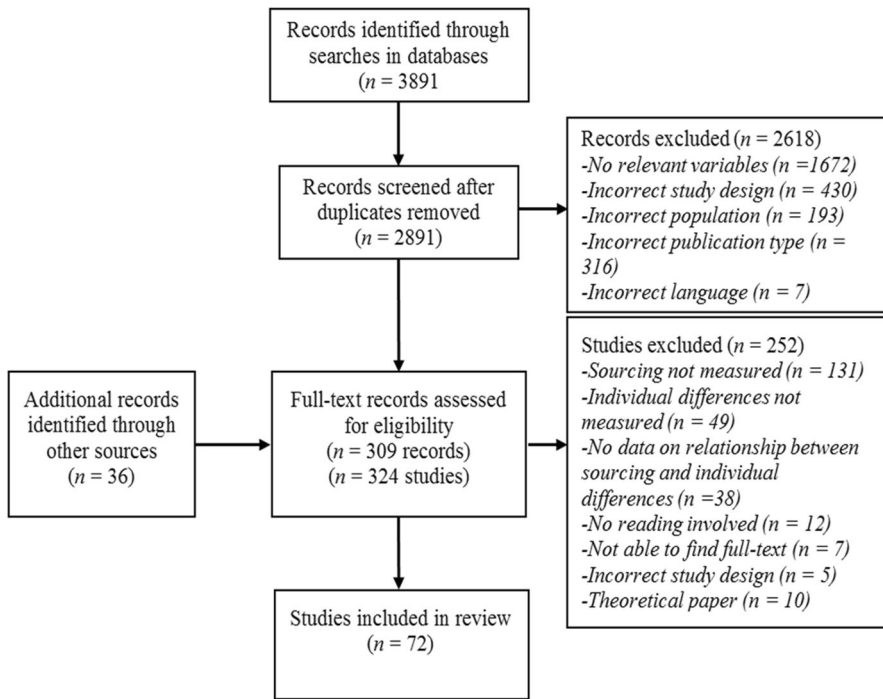 Records identified through
searches in databases
(n = 3891
Records screened after
duplicates removed
(n = 2891)
Records excluded (n = 2618)
-No relevant variables (n =1672)
-Incorrect study design (n = 430)
-Incorrect population (n = 193)
-Incorrect publication type (n =
316)
-Incorrect language (n = 7)
Additional records
identified through
other sources
(n = 36)
Full-text records assessed
for eligibility
(n = 309 records)
(n = 324 studies)
Studies excluded (n = 252)
-Sourcing not measured (n = 131)
-Individual differences not
measured (n = 49)
-No data on relationship between
sourcing and individual
differences (n =38)
-No reading involved (n = 12)
-Not able to find full-text (n = 7)
-Incorrect study design (n = 5)
-Theoretical paper (n = 10)
Studies included in review
(n = 72)